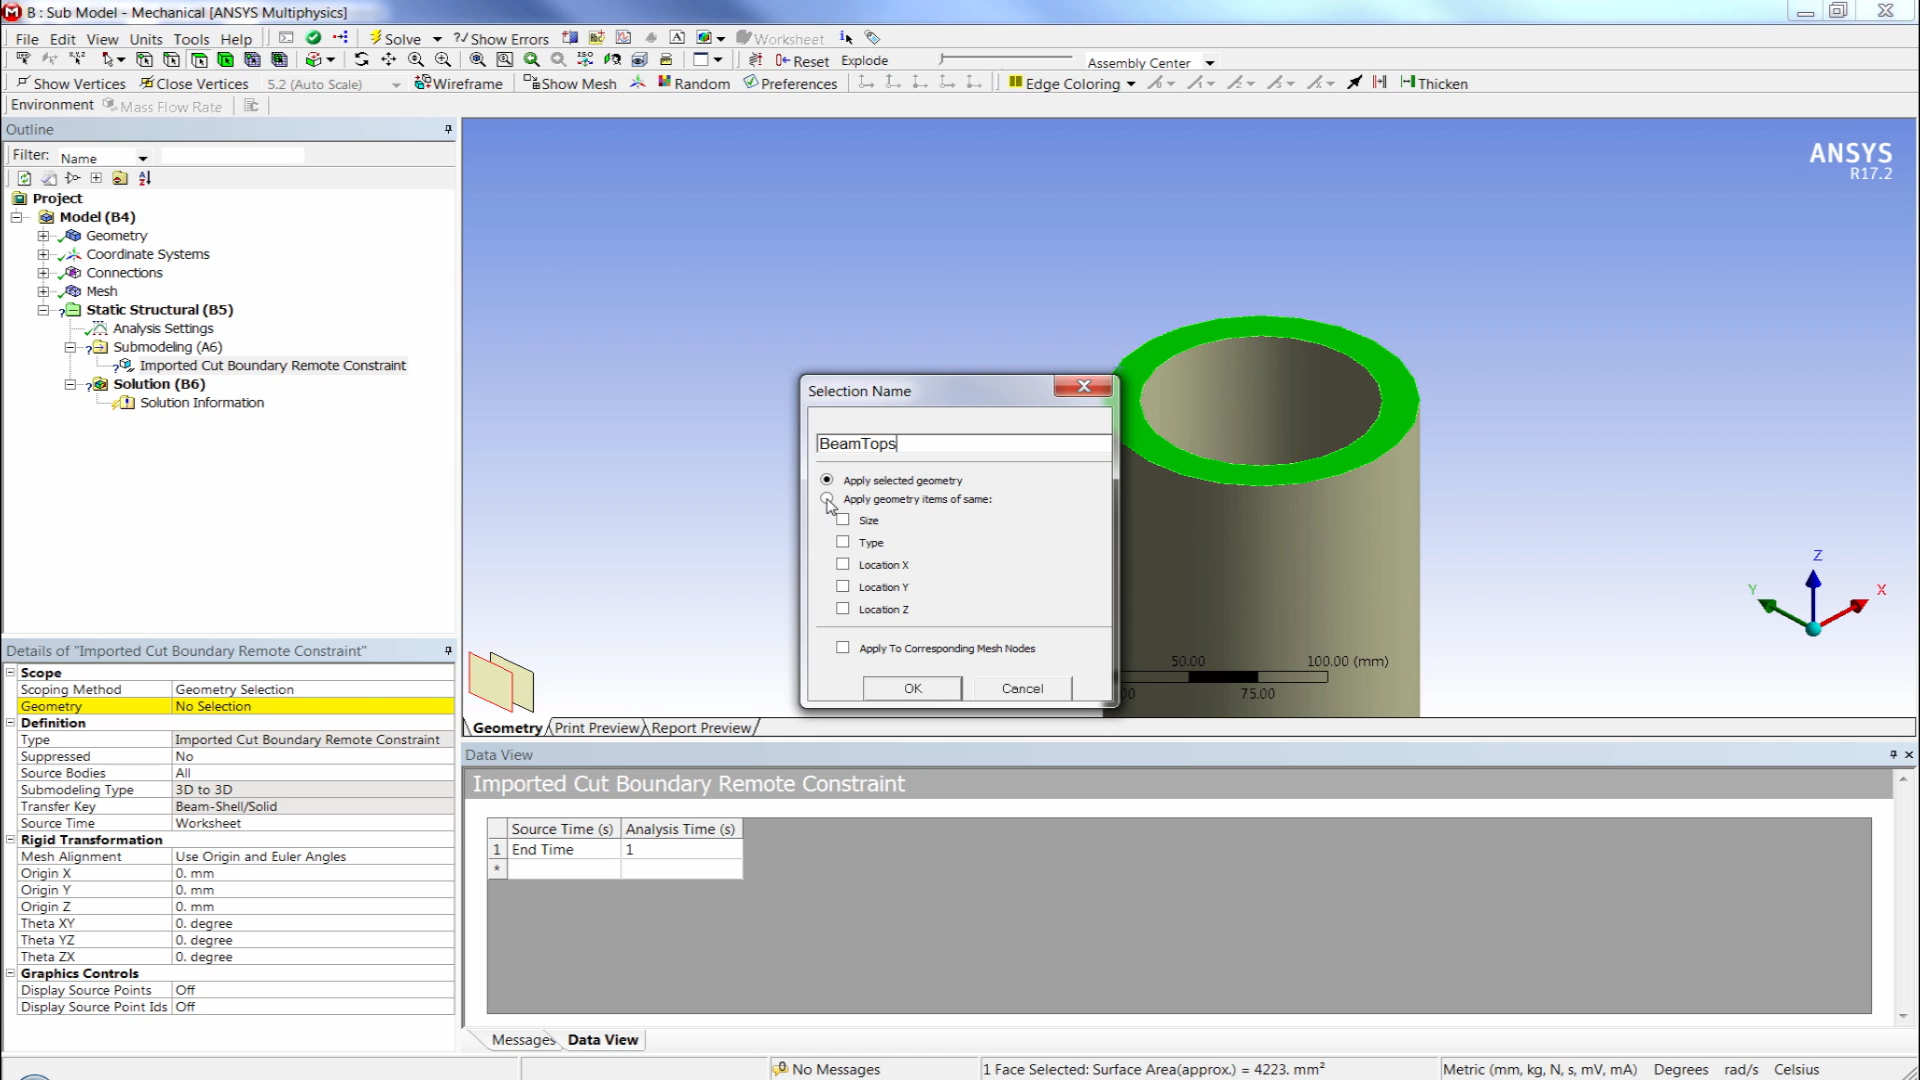 B : Sub Model - Mechanical [ANSYS Multiphysics]
File Edit View Units Tools Help Solve ?/ Show Errors Worksheet
Reset Explode Assembly Center
Show Vertices Close Vertices 5.2 (Auto Scale) Wireframe Show Mesh Random Preferences Edge Coloring Thicken
Environment Mass Flow Rate
Outline
Filter: Name
Project
Model (B4)
Geometry
Coordinate Systems
Connections
Mesh
Static Structural (B5)
Analysis Settings
Submodeling (A6)
Imported Cut Boundary Remote Constraint
Solution (B6)
Solution Information
ANSYS
R17.2
Selection Name
BeamTops
Apply selected geometry
Apply geometry items of same:
Size
Type
Location X
Location Y
Location Z
Apply To Corresponding Mesh Nodes
OK Cancel
Z
Y X
50.00 100.00 (mm)
00 75.00
Geometry Print Preview Report Preview
Details of "Imported Cut Boundary Remote Constraint"
Scope
Scoping Method Geometry Selection
Geometry No Selection
Definition
Type Imported Cut Boundary Remote Constraint
Suppressed No
Source Bodies All
Submodeling Type 3D to 3D
Transfer Key Beam-Shell/Solid
Source Time Worksheet
Rigid Transformation
Mesh Alignment Use Origin and Euler Angles
Origin X 0. mm
Origin Y 0. mm
Origin Z 0. mm
Theta XY 0. degree
Theta YZ 0. degree
Theta ZX 0. degree
Graphics Controls
Display Source Points Off
Display Source Point Ids Off
Data View
Imported Cut Boundary Remote Constraint
Source Time (s) Analysis Time (s)
1 End Time 1
*
Messages Data View
No Messages 1 Face Selected: Surface Area(approx.) = 4223. mm² Metric (mm, kg, N, s, mV, mA) Degrees rad/s Celsius